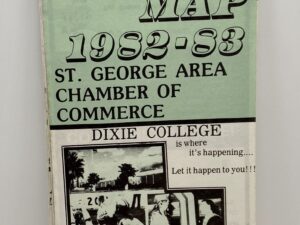 MAP
1982-83
ST. GEORGE AREA
CHAMBER OF
COMMERCE
DIXIE COLLEGE
is where
it's happening....
Let it happen to you!!!
20